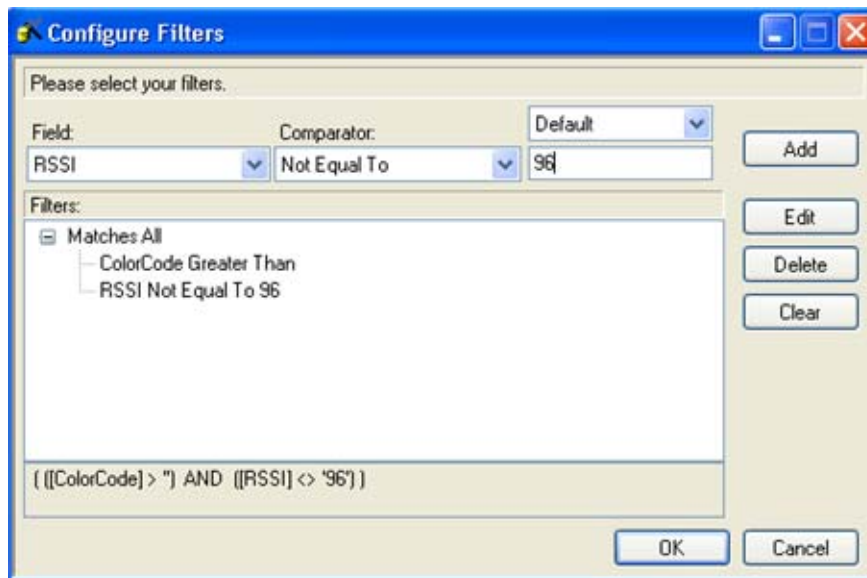 Configure Filters
Please select your filters.
Field:
Comparator:
Default
RSSI
Not Equal To
96
Add
Filters:
Matches All
ColorCode Greater Than
RSSI Not Equal To 96
Edit
Delete
Clear
( ([ColorCode] > '') AND ([RSSI] <> '96') )
OK
Cancel